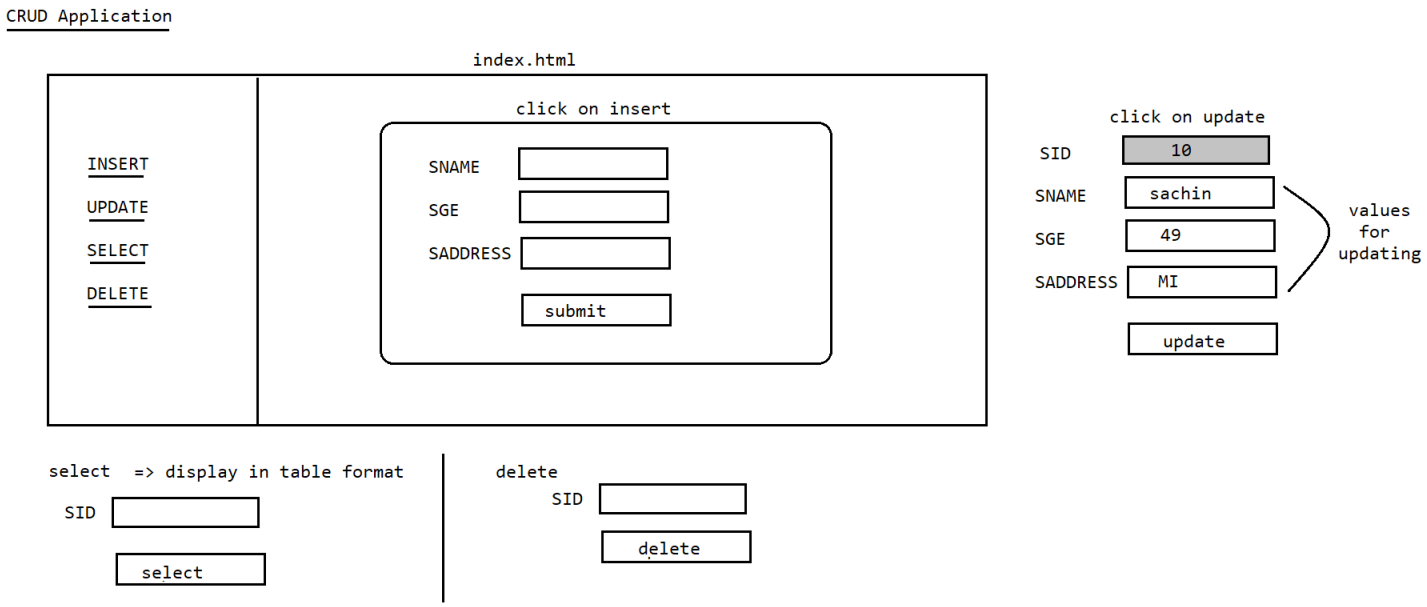 CRUD Application
index.html
INSERT
UPDATE
SELECT
DELETE
click on insert
SNAME
SGE
SADDRESS
submit
click on update
SID 10
SNAME sachin
SGE 49
SADDRESS MI
update
values
for
updating
select => display in table format
SID
select
delete
SID
delete